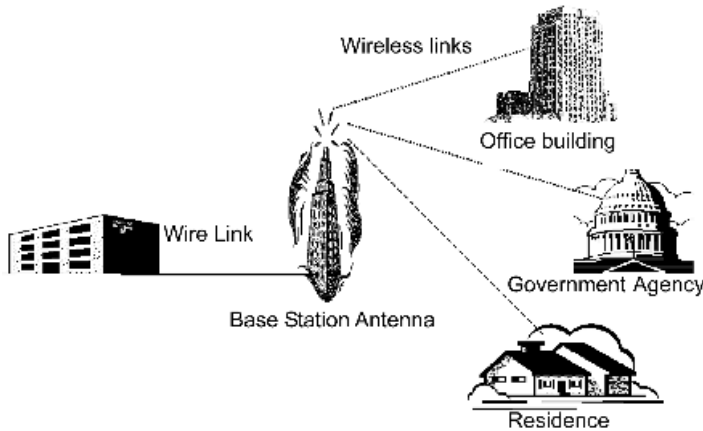 Wireless links
Office building
Wire Link
Government Agency
Base Station Antenna
Residence